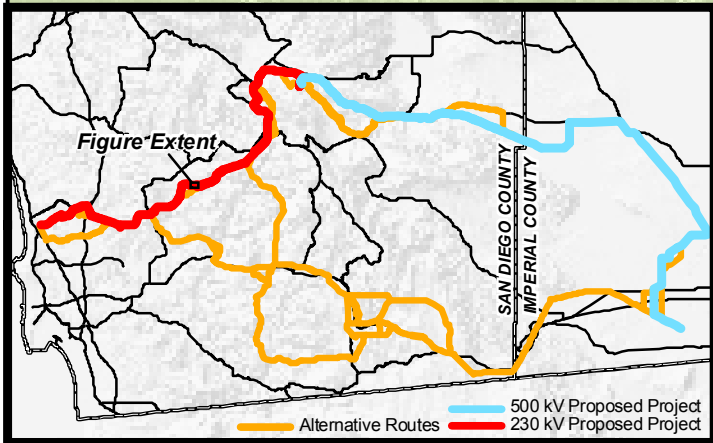 Figure Extent
SAN DIEGO COUNTY
IMPERIAL COUNTY
500 kV Proposed Project
Alternative Routes
230 kV Proposed Project